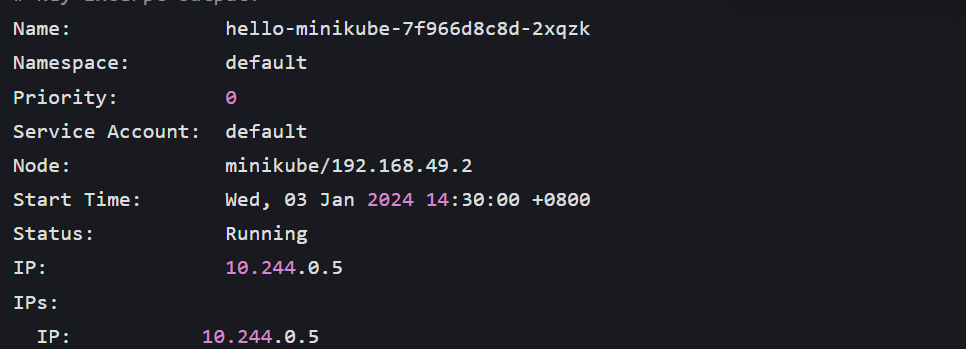 Name: hello-minikube-7f966d8c8d-2xqzk
Namespace: default
Priority: 0
Service Account: default
Node: minikube/192.168.49.2
Start Time: Wed, 03 Jan 2024 14:30:00 +0800
Status: Running
IP: 10.244.0.5
IPs:
IP: 10.244.0.5